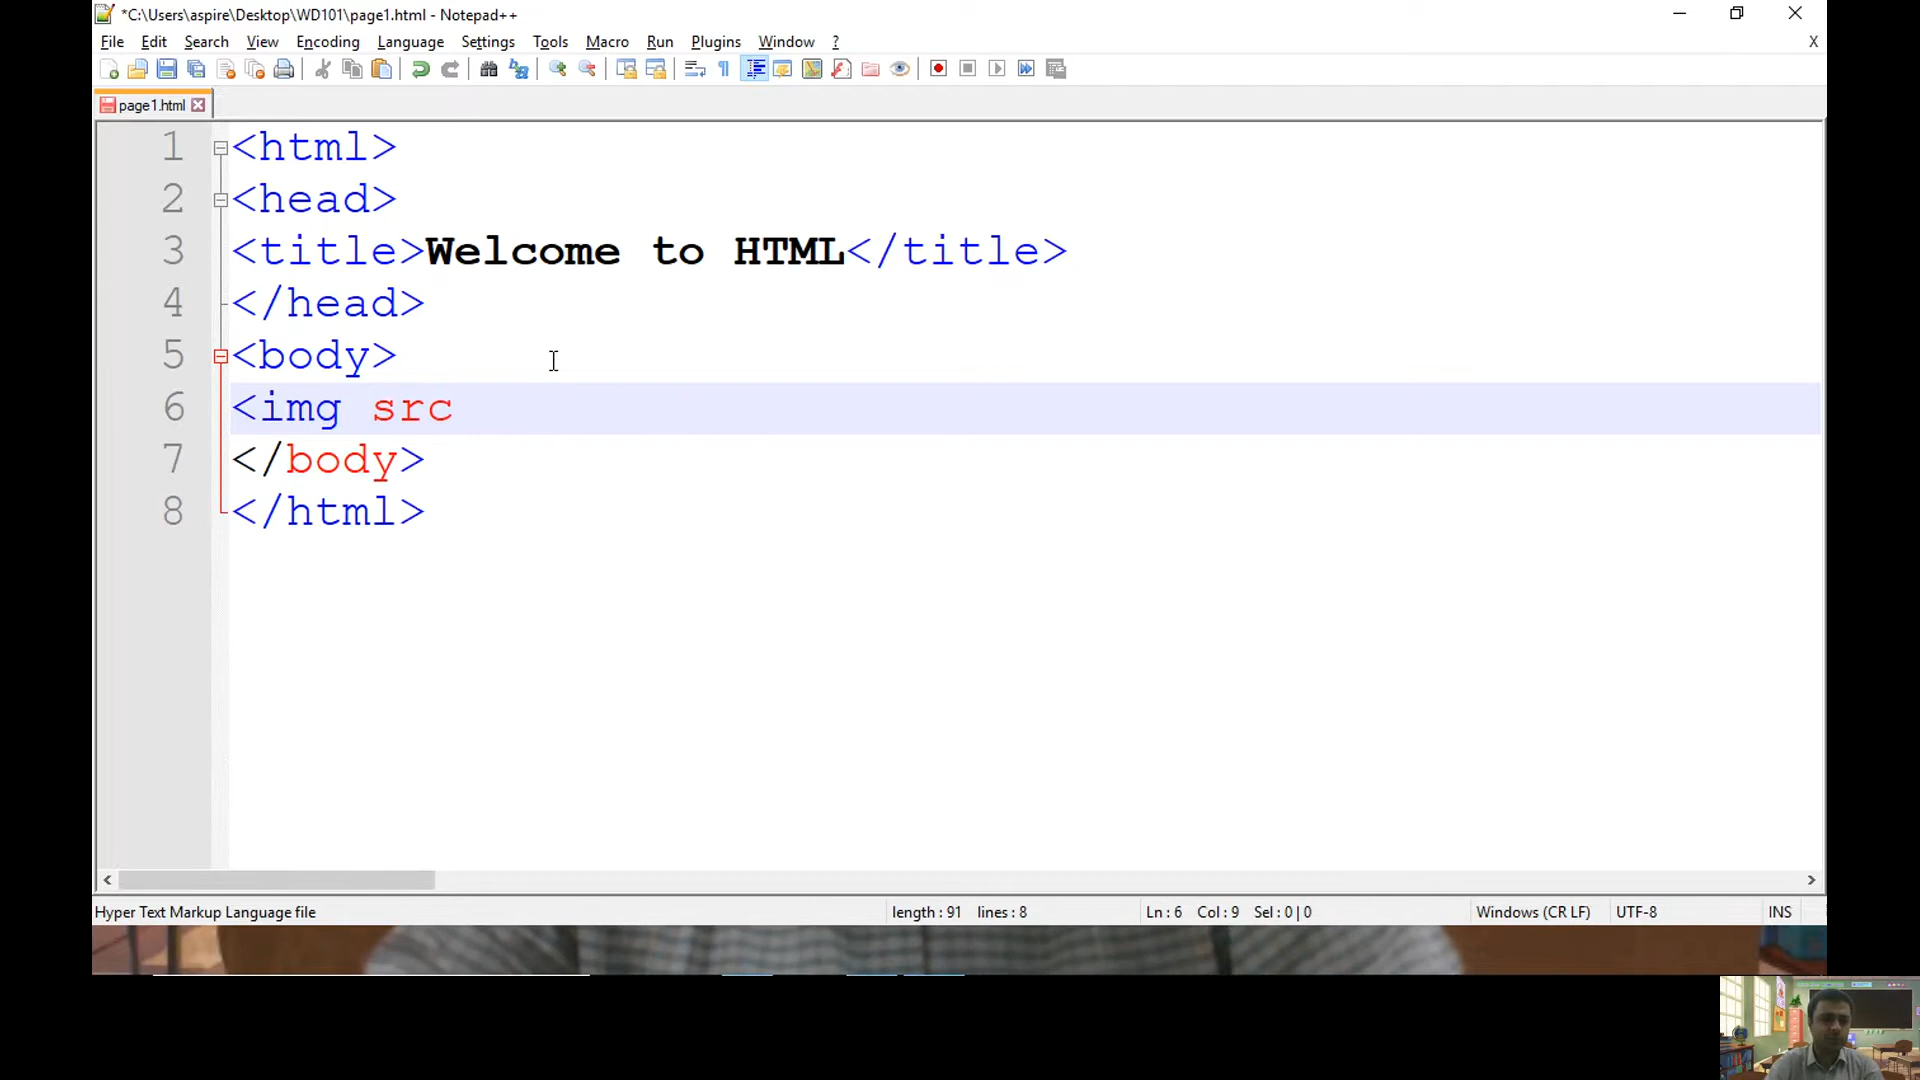 *C:\Users\aspire\Desktop\WD101\page1.html - Notepad++
File Edit Search View Encoding Language Settings Tools Macro Run Plugins Window ? X
page1.html
1 <html>
2 <head>
3 <title>Welcome to HTML</title>
4 </head>
5 <body>
6 <img src
7 </body>
8 </html>
Hyper Text Markup Language file length : 91 lines : 8 Ln : 6 Col : 9 Sel : 0 | 0 Windows (CR LF) UTF-8 INS